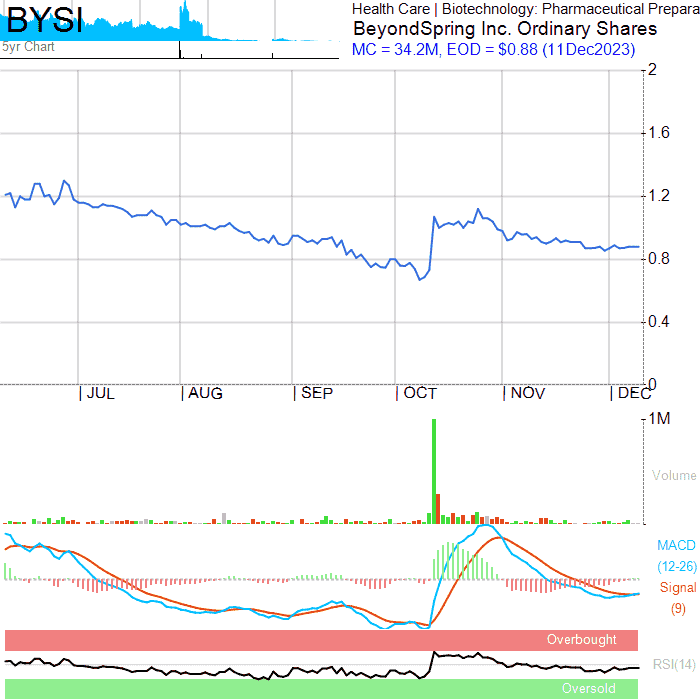 BYSI
5yr Chart
Health Care | Biotechnology: Pharmaceutical Prepara
BeyondSpring Inc. Ordinary Shares
MC = 34.2M, EOD = $0.88 (11Dec2023)
2
1.6
1.2
0.8
0.4
0
| JUL | AUG | SEP | OCT | NOV | DEC
1M
Volume
MACD
(12-26)
Signal
(9)
Overbought
RSI(14)
Oversold